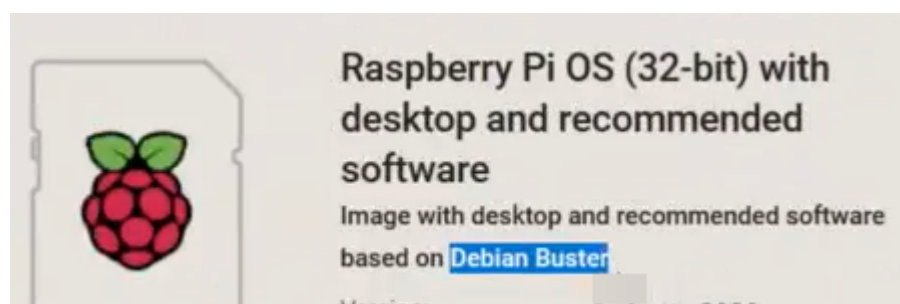 Raspberry Pi OS (32-bit) with
desktop and recommended
software
Image with desktop and recommended software
based on Debian Buster